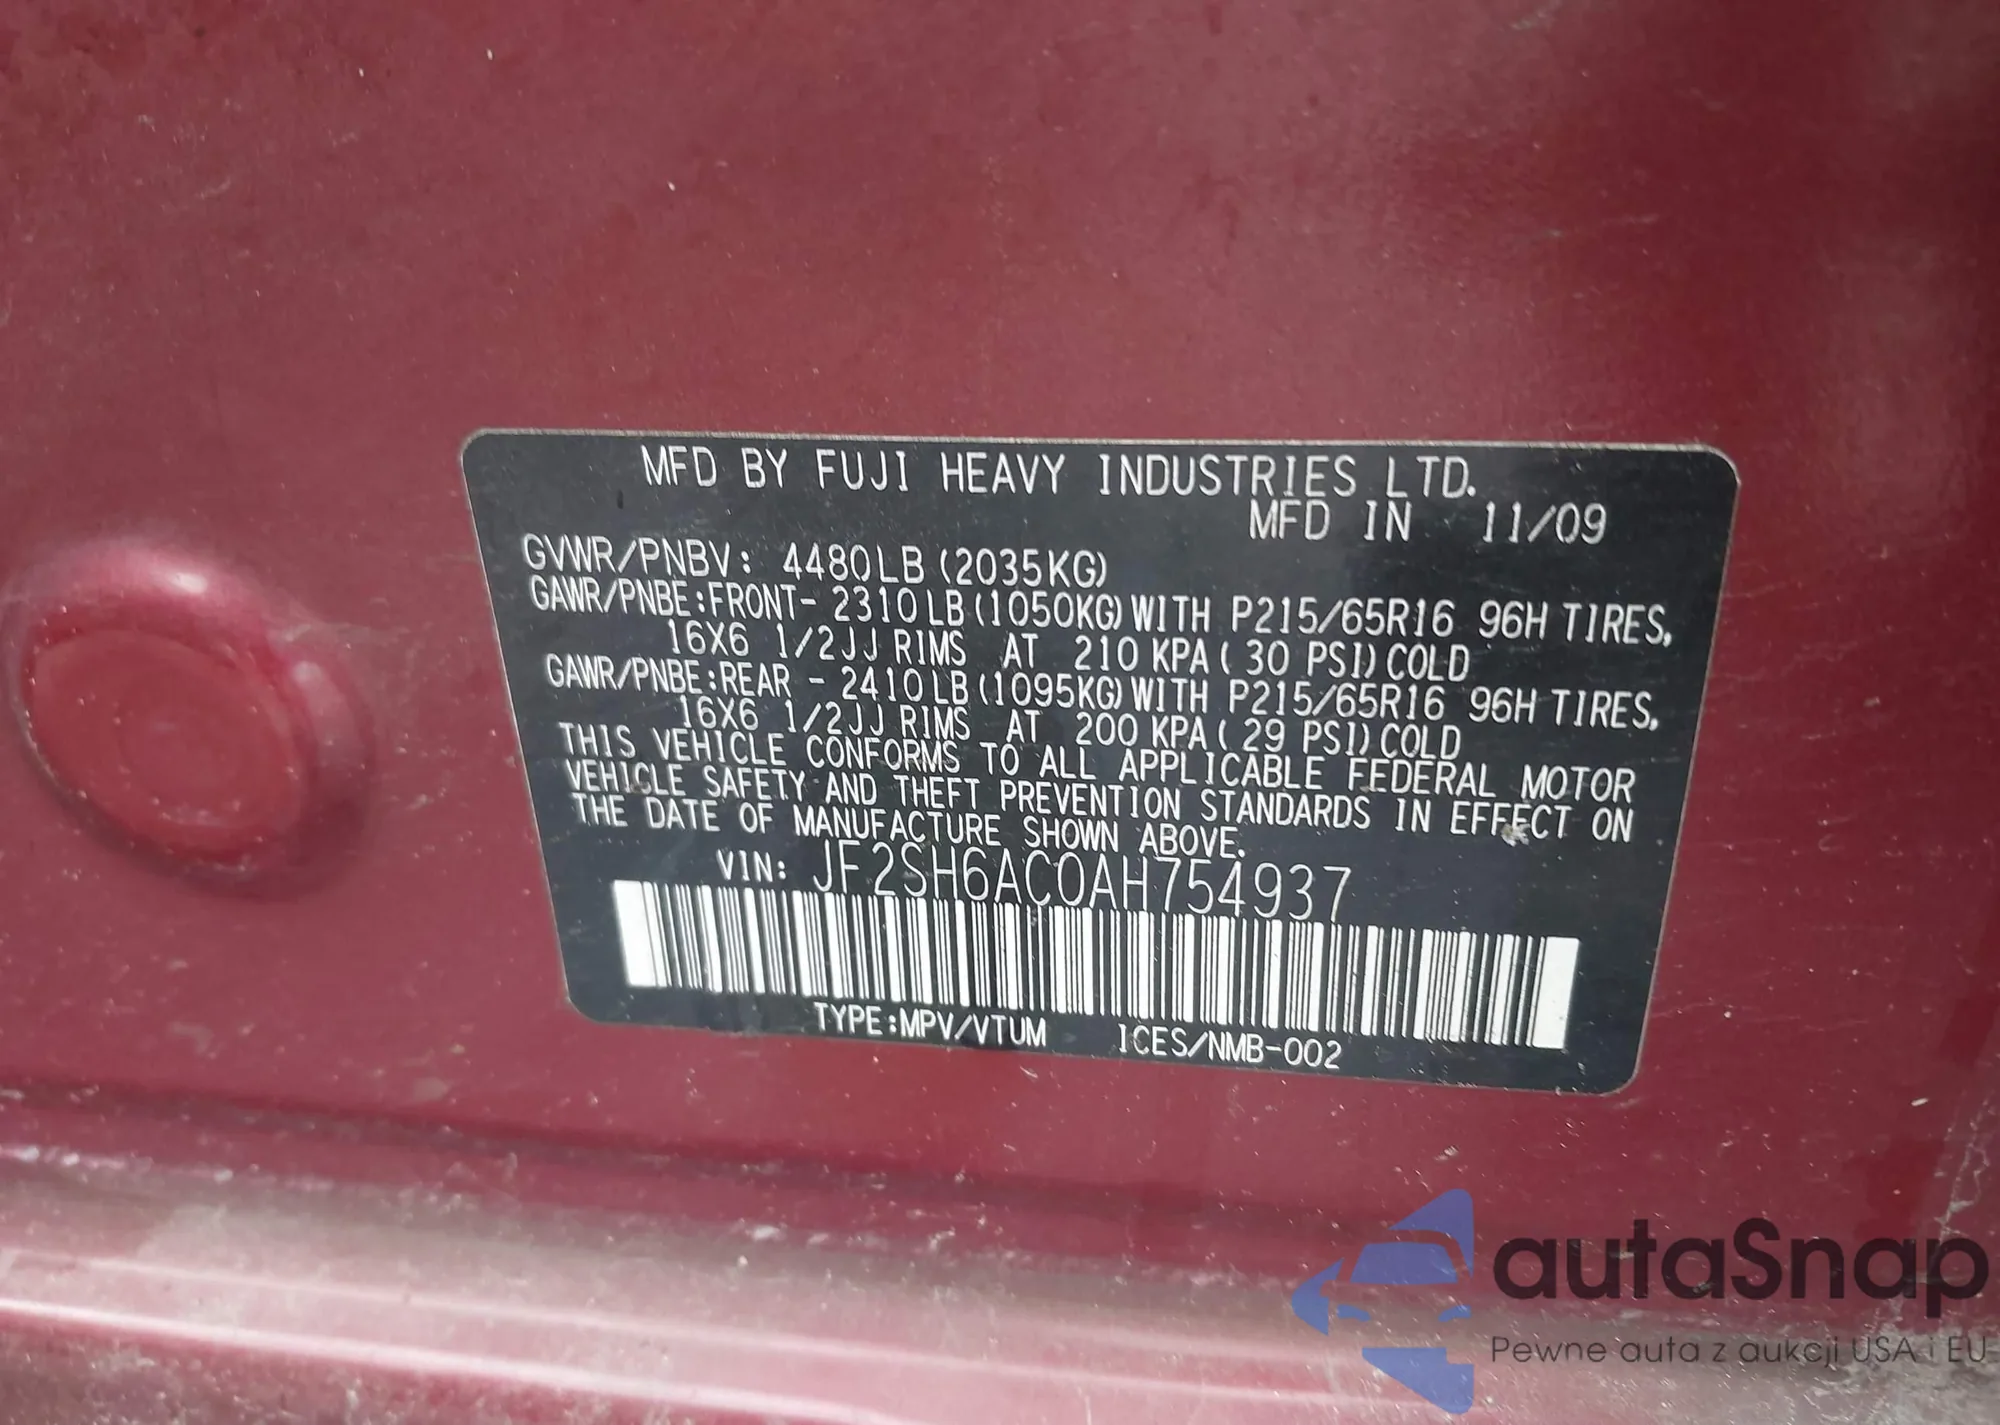 MFD BY FUJI HEAVY INDUSTRIES LTD.
MFD IN 11/09
GVWR/PNBV: 4480LB (2035KG)
GAWR/PNBE:FRONT- 2310LB (1050KG) WITH P215/65R16 96H TIRES,
16X6 1/2JJ RIMS AT 210 KPA ( 30 PSI) COLD
GAWR/PNBE:REAR - 2410LB (1095KG) WITH P215/65R16 96H TIRES,
16X6 1/2JJ RIMS AT 200 KPA ( 29 PSI) COLD
THIS VEHICLE CONFORMS TO ALL APPLICABLE FEDERAL MOTOR
VEHICLE SAFETY AND THEFT PREVENTION STANDARDS IN EFFECT ON
THE DATE OF MANUFACTURE SHOWN ABOVE.
VIN: JF2SH6AC0AH754937
TYPE:MPV/VTUM ICES/NMB-002
autaSnap
Pewne auta z aukcji USA i EU